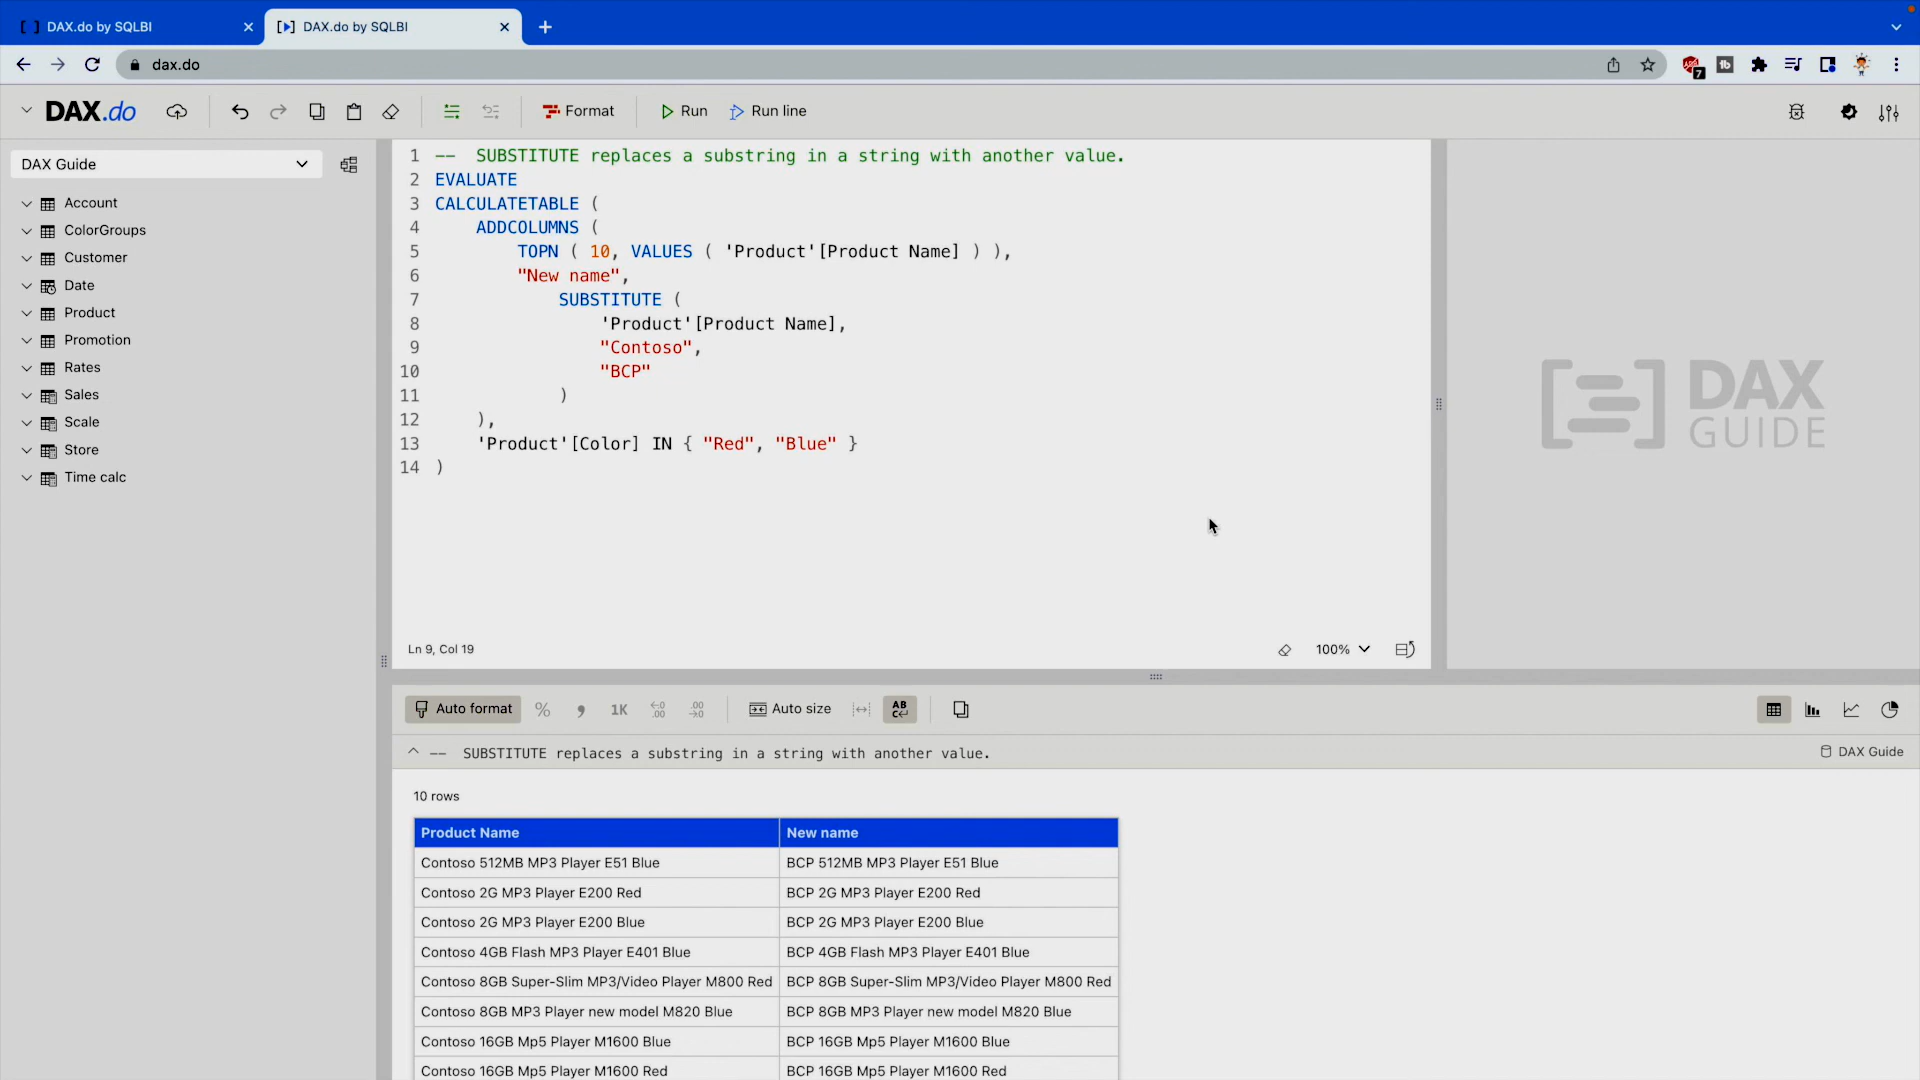 DAX.do by SQLBI
DAX.do by SQLBI
dax.do
7
DAX.do
Format
Run
Run line
DAX Guide
Account
ColorGroups
Customer
Date
Product
Promotion
Rates
Sales
Scale
Store
Time calc
1 -- SUBSTITUTE replaces a substring in a string with another value.
2 EVALUATE
3 CALCULATETABLE (
4 ADDCOLUMNS (
5 TOPN ( 10, VALUES ( 'Product'[Product Name] ) ),
6 "New name",
7 SUBSTITUTE (
8 'Product'[Product Name],
9 "Contoso",
10 "BCP"
11 )
12 ),
13 'Product'[Color] IN { "Red", "Blue" }
14 )
DAX
GUIDE
Ln 9, Col 19
100%
Auto format
%
,
1K
.00
.00
Auto size
AB
C
-- SUBSTITUTE replaces a substring in a string with another value.
DAX Guide
10 rows
Product Name New name
Contoso 512MB MP3 Player E51 Blue BCP 512MB MP3 Player E51 Blue
Contoso 2G MP3 Player E200 Red BCP 2G MP3 Player E200 Red
Contoso 2G MP3 Player E200 Blue BCP 2G MP3 Player E200 Blue
Contoso 4GB Flash MP3 Player E401 Blue BCP 4GB Flash MP3 Player E401 Blue
Contoso 8GB Super-Slim MP3/Video Player M800 Red BCP 8GB Super-Slim MP3/Video Player M800 Red
Contoso 8GB MP3 Player new model M820 Blue BCP 8GB MP3 Player new model M820 Blue
Contoso 16GB Mp5 Player M1600 Blue BCP 16GB Mp5 Player M1600 Blue
Contoso 16GB Mp5 Player M1600 Red BCP 16GB Mp5 Player M1600 Red